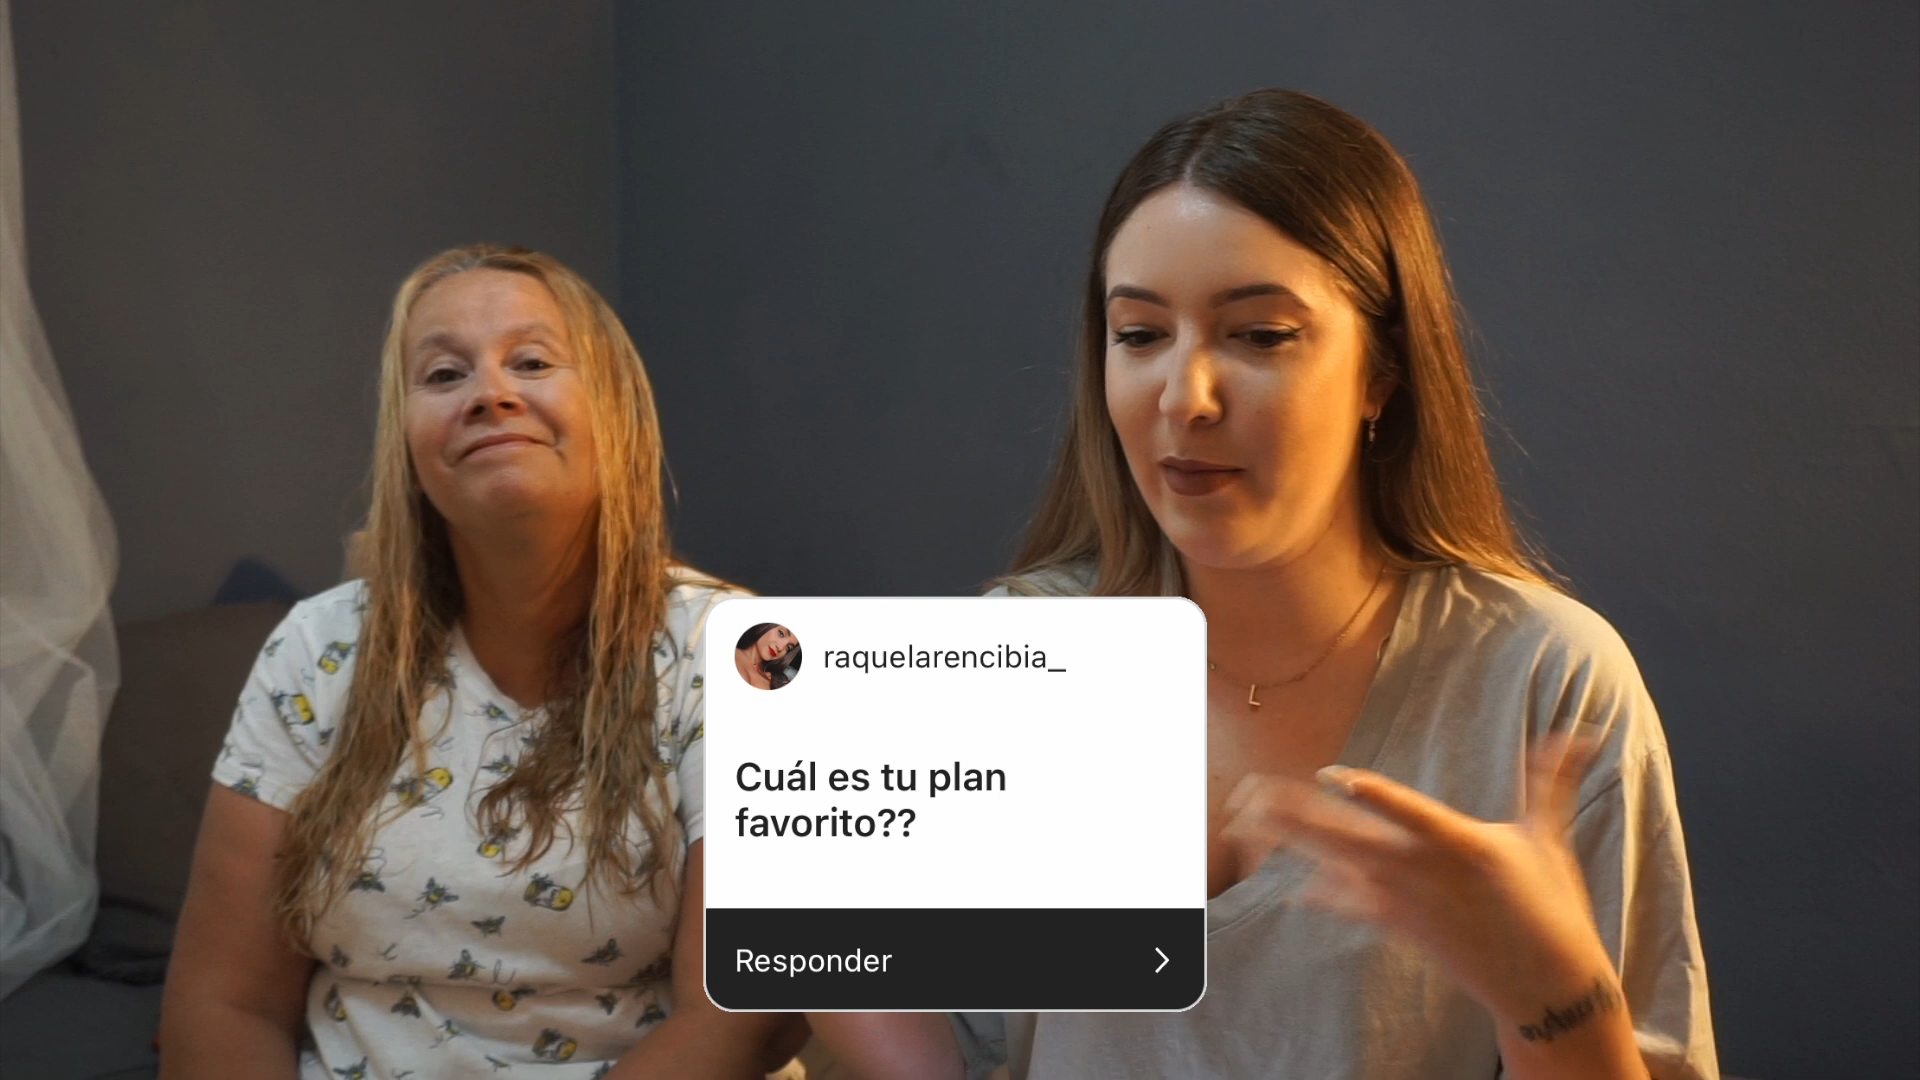 raquelarencibia_
Cuál es tu plan
favorito??
Responder
L